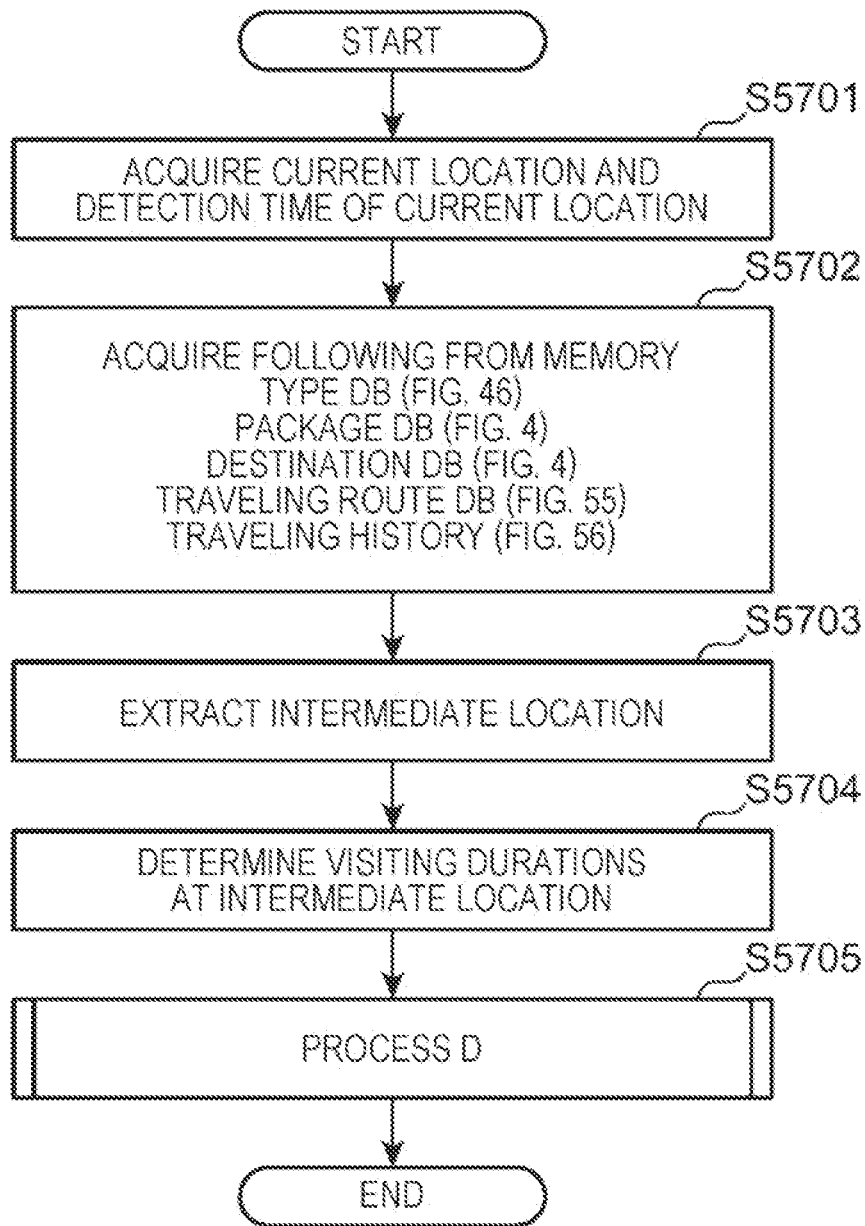 START
S5701
ACQUIRE CURRENT LOCATION AND
DETECTION TIME OF CURRENT LOCATION
S5702
ACQUIRE FOLLOWING FROM MEMORY
TYPE DB (FIG. 46)
PACKAGE DB (FIG. 4)
DESTINATION DB (FIG. 4)
TRAVELING ROUTE DB (FIG. 55)
TRAVELING HISTORY (FIG. 56)
S5703
EXTRACT INTERMEDIATE LOCATION
S5704
DETERMINE VISITING DURATIONS
AT INTERMEDIATE LOCATION
S5705
PROCESS D
END